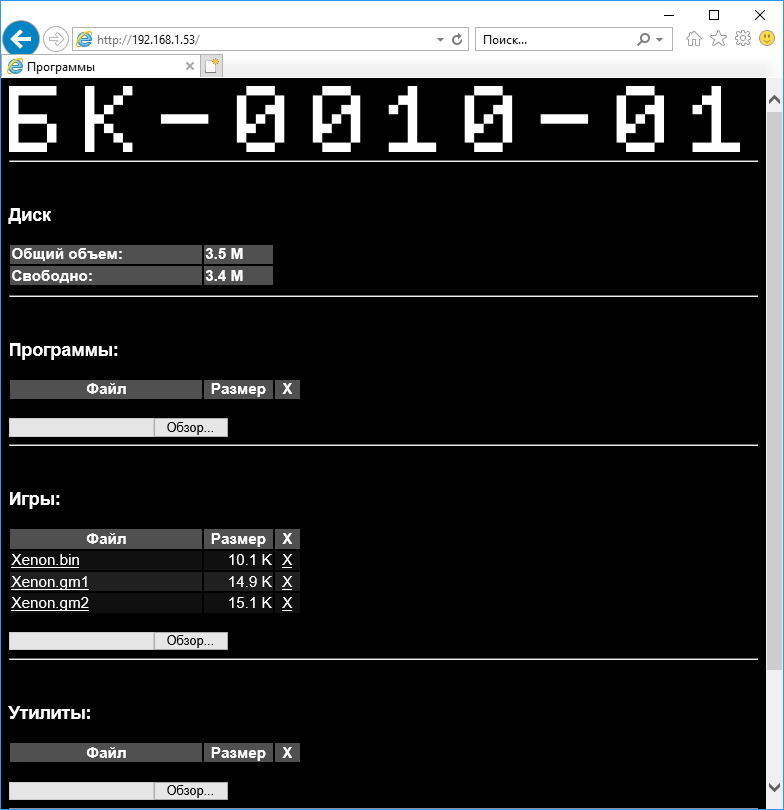 http://192.168.1.53/
Поиск...
Программы
БК-0010-01
Диск
Общий объем: 3.5 M
Свободно: 3.4 M
Программы:
Файл Размер X
Обзор...
Игры:
Файл Размер X
Xenon.bin 10.1 K X
Xenon.gm1 14.9 K X
Xenon.gm2 15.1 K X
Обзор...
Утилиты:
Файл Размер X
Обзор...